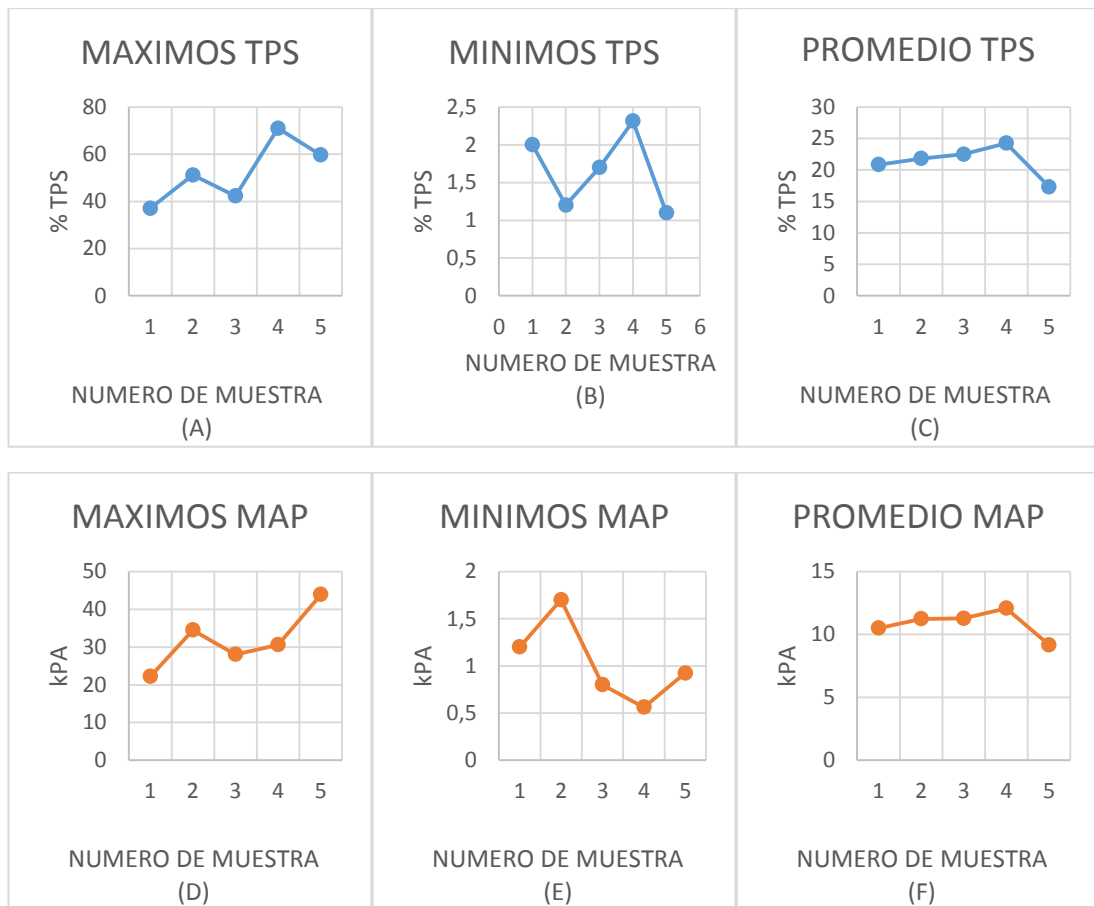 MAXIMOS TPS
80
60
40
20
0
% TPS
1 2 3 4 5
NUMERO DE MUESTRA
(A)
MINIMOS TPS
2,5
2
1,5
1
0,5
0
% TPS
0 1 2 3 4 5 6
NUMERO DE MUESTRA
(B)
PROMEDIO TPS
30
25
20
15
10
5
0
% TPS
1 2 3 4 5
NUMERO DE MUESTRA
(C)
MAXIMOS MAP
50
40
30
20
10
0
kPA
1 2 3 4 5
NUMERO DE MUESTRA
(D)
MINIMOS MAP
2
1,5
1
0,5
0
kPA
1 2 3 4 5
NUMERO DE MUESTRA
(E)
PROMEDIO MAP
15
10
5
0
kPA
1 2 3 4 5
NUMERO DE MUESTRA
(F)